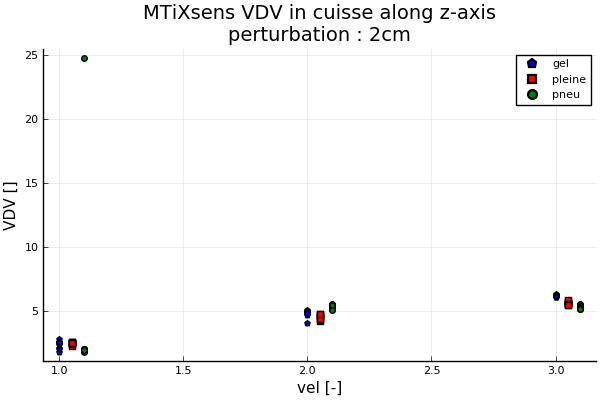 MTiXsens VDV in cuisse along z-axis
perturbation : 2cm
gel
pleine
pneu
25
20
15
10
5
VDV []
1.0
1.5
2.0
2.5
3.0
vel [-]